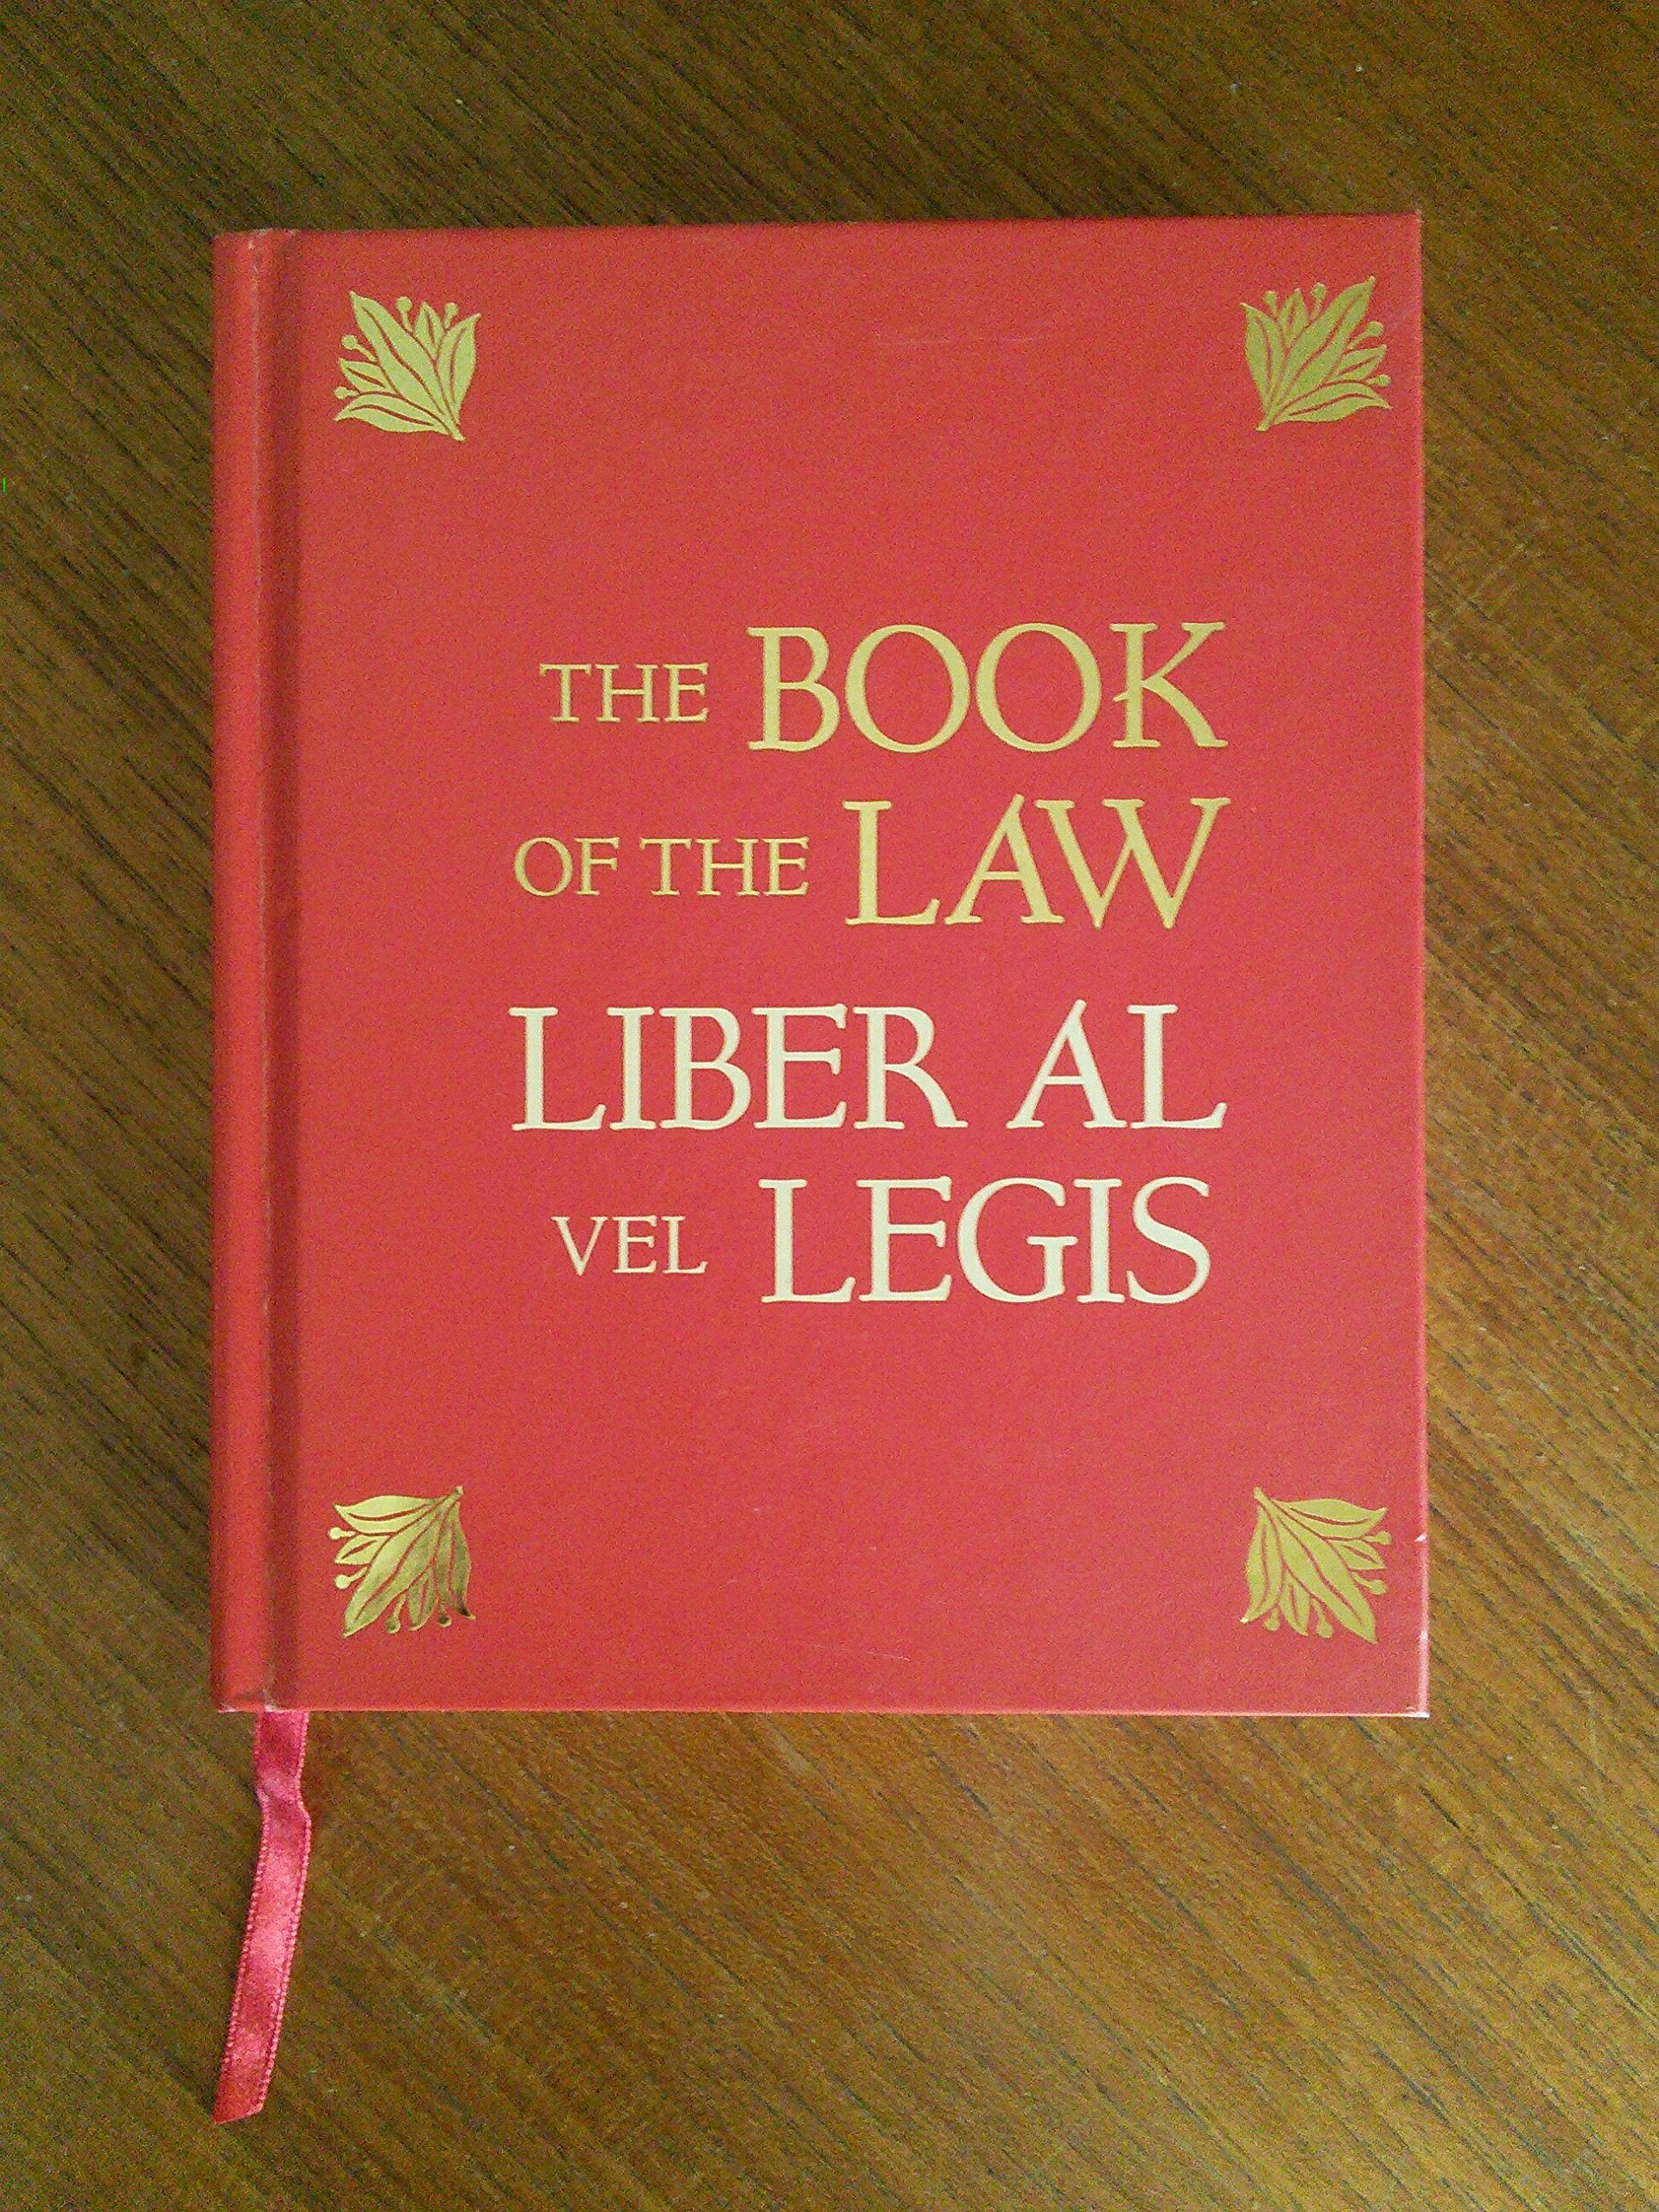 THE BOOK
OF THE LAW
LIBER AL
VEL LEGIS